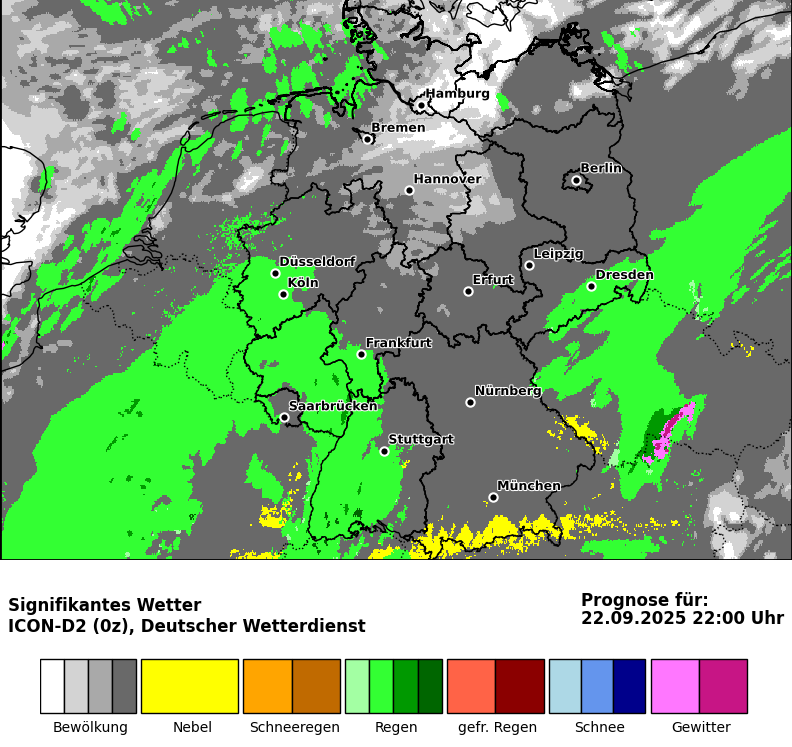 Hamburg
Bremen
Berlin
Hannover
Leipzig
Düsseldorf
Dresden
Erfurt
Köln
Frankfurt
Nürnberg
Saarbrücken
Stuttgart
München
Signifikantes Wetter
ICON-D2 (0z), Deutscher Wetterdienst
Prognose für:
22.09.2025 22:00 Uhr
Bewölkung Nebel Schneeregen Regen gefr. Regen Schnee Gewitter